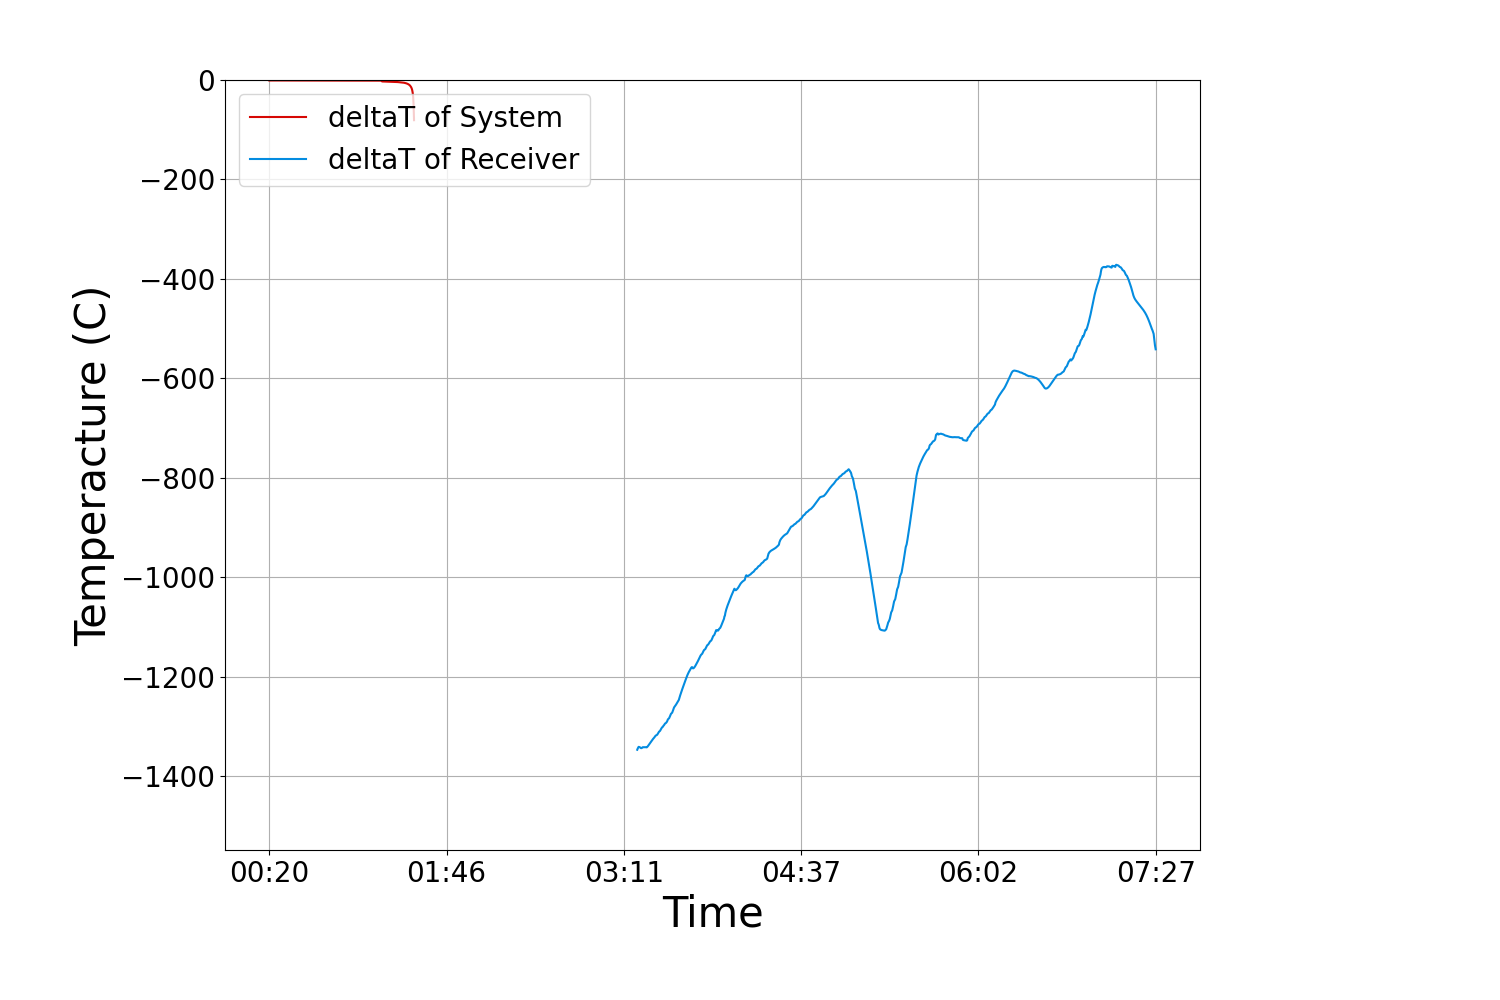 0
−200
−400
−600
−800
−1000
−1200
−1400
Temperacture (C)
deltaT of System
deltaT of Receiver
00:20 01:46 03:11 04:37 06:02 07:27
Time